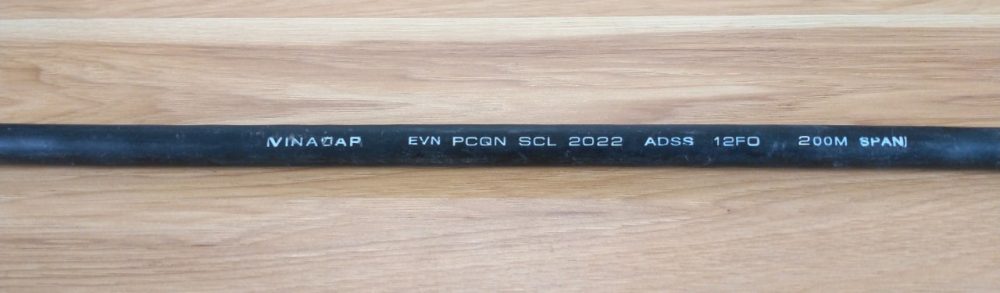 VINACAP EVN PCQN SCL 2022 ADSS 12FO 200M SPAN